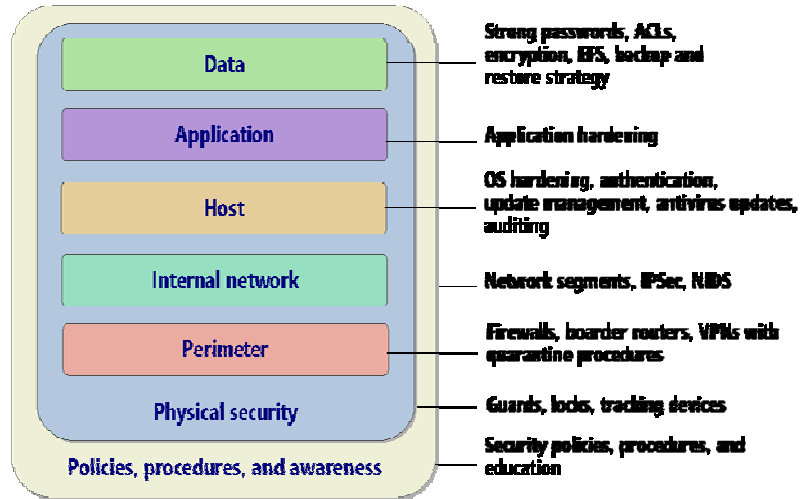 Data
Strong passwords, ACLs,
encryption, EFS, backup and
restore strategy
Application
Application hardening
Host
OS hardening, authentication,
update management, antivirus updates,
auditing
Internal network
Network segments, IPSec, NIDS
Perimeter
Firewalls, boarder routers, VPNs with
quarantine procedures
Physical security
Guards, locks, tracking devices
Policies, procedures, and awareness
Security policies, procedures, and
education